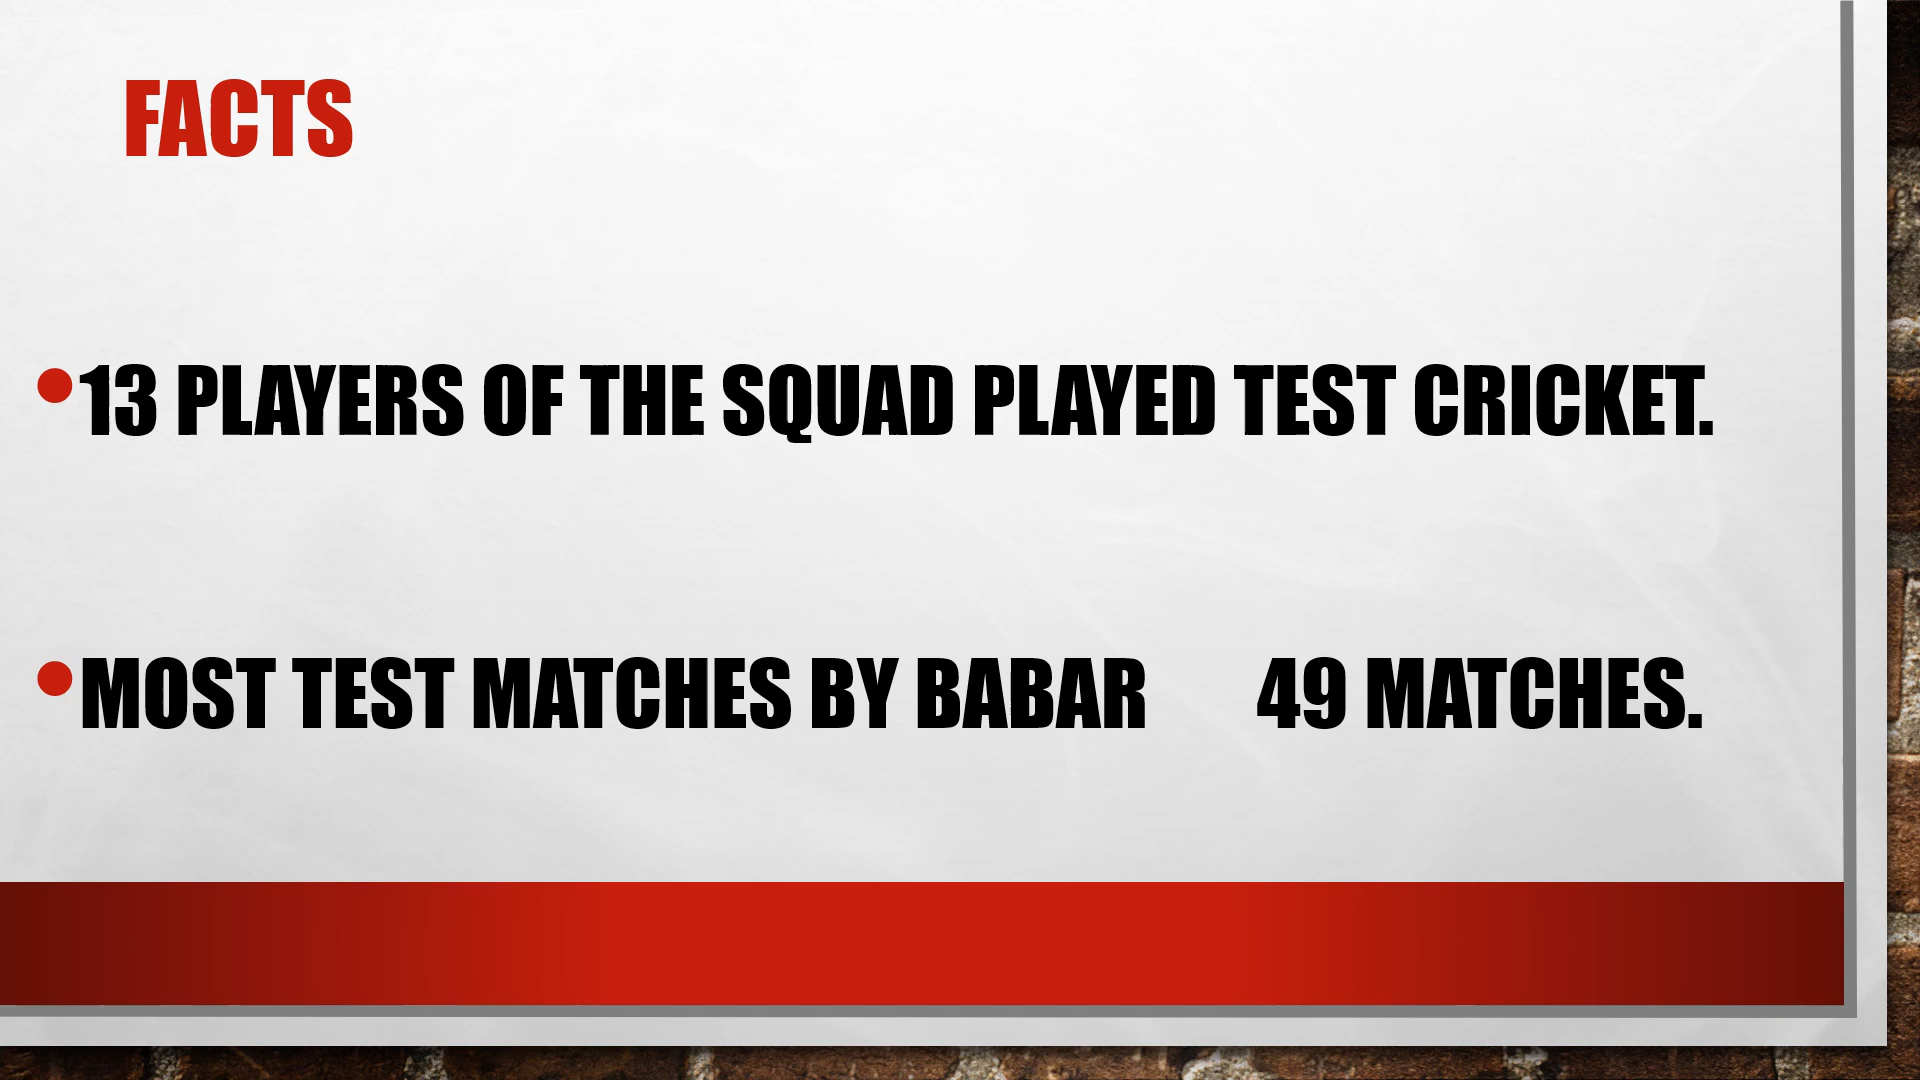 FACTS
•13 PLAYERS OF THE SQUAD PLAYED TEST CRICKET.
•MOST TEST MATCHES BY BABAR 49 MATCHES.